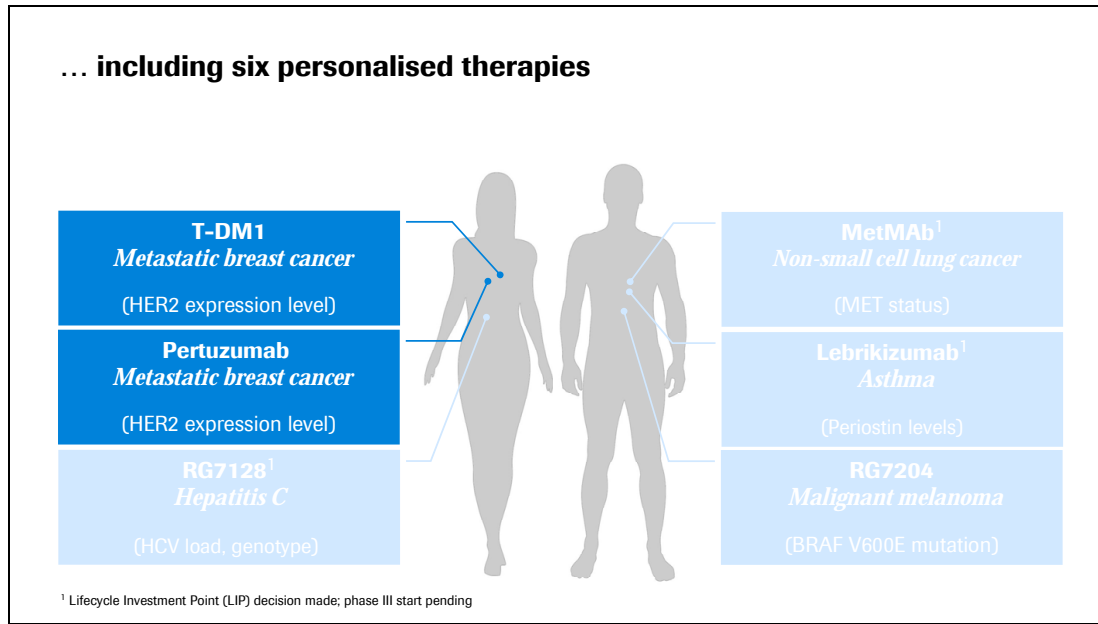 … including six personalised therapies
T-DM1
Metastatic breast cancer
(HER2 expression level)
Pertuzumab
Metastatic breast cancer
(HER2 expression level)
RG7128¹
Hepatitis C
(HCV load, genotype)
MetMAb¹
Non-small cell lung cancer
(MET status)
Lebrikizumab¹
Asthma
(Periostin levels)
RG7204
Malignant melanoma
(BRAF V600E mutation)
¹ Lifecycle Investment Point (LIP) decision made; phase III start pending